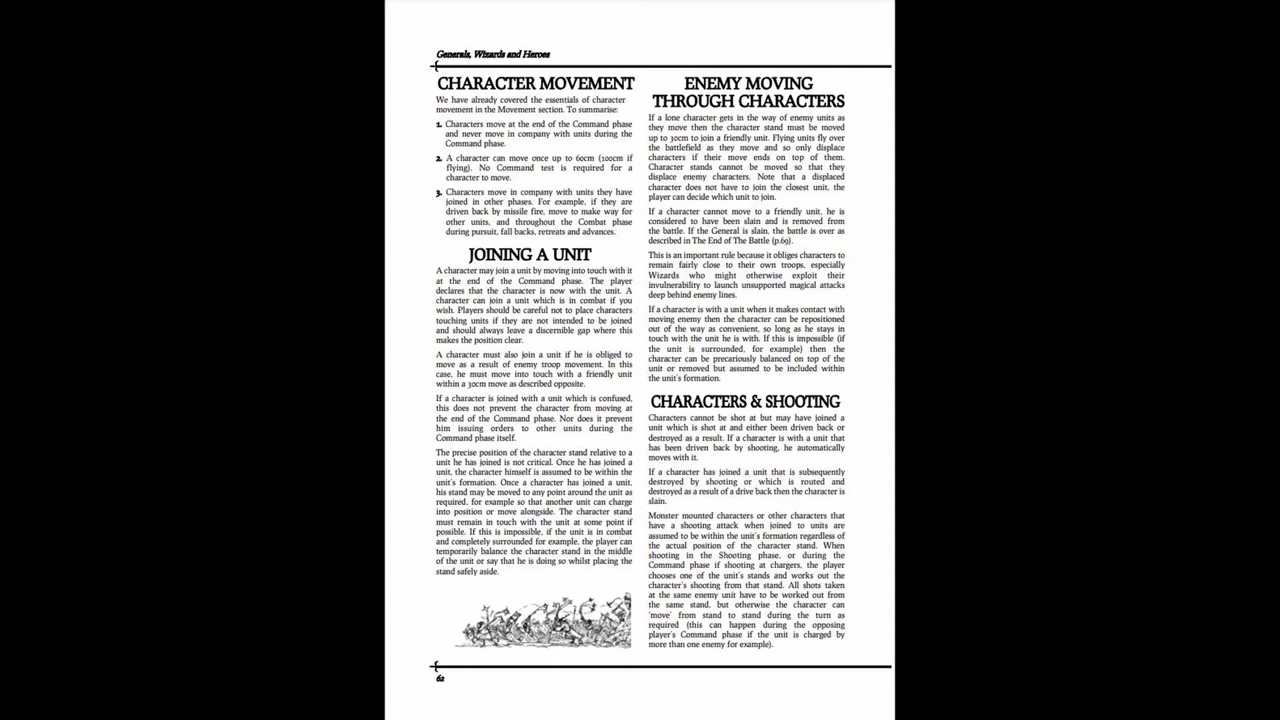 Generals, Wizards and Heroes
CHARACTER MOVEMENT
We have already covered the essentials of character
movement in the Movement section. To summarise:
1. Characters move at the end of the Command phase
and never move in company with units during the
Command phase.
2. A character can move once up to 60cm (100cm if
flying). No Command test is required for a
character to move.
3. Characters move in company with units they have
joined in other phases. For example, if they are
driven back by missile fire, move to make way for
other units, and throughout the Combat phase
during pursuit, fall backs, retreats and advances.
JOINING A UNIT
A character may join a unit by moving into touch with it
at the end of the Command phase. The player
declares that the character is now with the unit. A
character can join a unit which is in combat if you
wish. Players should be careful not to place characters
touching units if they are not intended to be joined
and should always leave a discernible gap where this
makes the position clear.
A character must also join a unit if he is obliged to
move as a result of enemy troop movement. In this
case, he must move into touch with a friendly unit
within a 30cm move as described opposite.
If a character is joined with a unit which is confused,
this does not prevent the character from moving at
the end of the Command phase. Nor does it prevent
him issuing orders to other units during the
Command phase itself.
The precise position of the character stand relative to a
unit he has joined is not critical. Once he has joined a
unit, the character himself is assumed to be within the
unit's formation. Once a character has joined a unit,
his stand may be moved to any point around the unit as
required, for example so that another unit can charge
into position or move alongside. The character stand
must remain in touch with the unit at some point if
possible. If this is impossible, if the unit is in combat
and completely surrounded for example, the player can
temporarily balance the character stand in the middle
of the unit or say that he is doing so whilst placing the
stand safely aside.
ENEMY MOVING
THROUGH CHARACTERS
If a lone character gets in the way of enemy units as
they move then the character stand must be moved
up to 30cm to join a friendly unit. Flying units fly over
the battlefield as they move and so only displace
characters if their move ends on top of them.
Character stands cannot be moved so that they
displace enemy characters. Note that a displaced
character does not have to join the closest unit, the
player can decide which unit to join.
If a character cannot move to a friendly unit, he is
considered to have been slain and is removed from
the battle. If the General is slain, the battle is over as
described in The End of The Battle (p.69).
This is an important rule because it obliges characters to
remain fairly close to their own troops, especially
Wizards who might otherwise exploit their
invulnerability to launch unsupported magical attacks
deep behind enemy lines.
If a character is with a unit when it makes contact with
moving enemy then the character can be repositioned
out of the way as convenient, so long as he stays in
touch with the unit he is with. If this is impossible (if
the unit is surrounded, for example) then the
character can be precariously balanced on top of the
unit or removed but assumed to be included within
the unit's formation.
CHARACTERS & SHOOTING
Characters cannot be shot at but may have joined a
unit which is shot at and either been driven back or
destroyed as a result. If a character is with a unit that
has been driven back by shooting, he automatically
moves with it.
If a character has joined a unit that is subsequently
destroyed by shooting or which is routed and
destroyed as a result of a drive back then the character is
slain.
Monster mounted characters or other characters that
have a shooting attack when joined to units are
assumed to be within the unit's formation regardless of
the actual position of the character stand. When
shooting in the Shooting phase, or during the
Command phase if shooting at chargers, the player
chooses one of the unit's stands and works out the
character's shooting from that stand. All shots taken
at the same enemy unit have to be worked out from
the same stand, but otherwise the character can
'move' from stand to stand during the turn as
required (this can happen during the opposing
player's Command phase if the unit is charged by
more than one enemy for example).
62